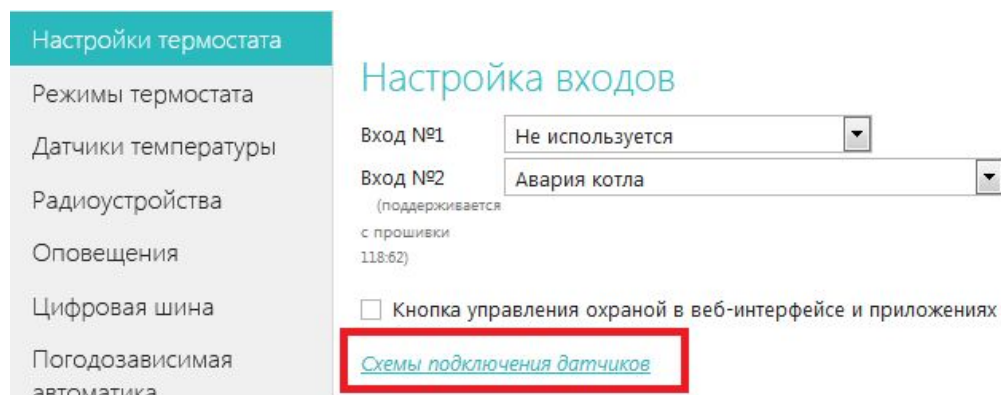 Настройки термостата
Режимы термостата
Датчики температуры
Радиоустройства
Оповещения
Цифровая шина
Погодозависимая
автоматика
Настройка входов
Вход №1 Не используется
Вход №2 Авария котла
(поддерживается
с прошивки
118:62)
Кнопка управления охраной в веб-интерфейсе и приложениях
Схемы подключения датчиков